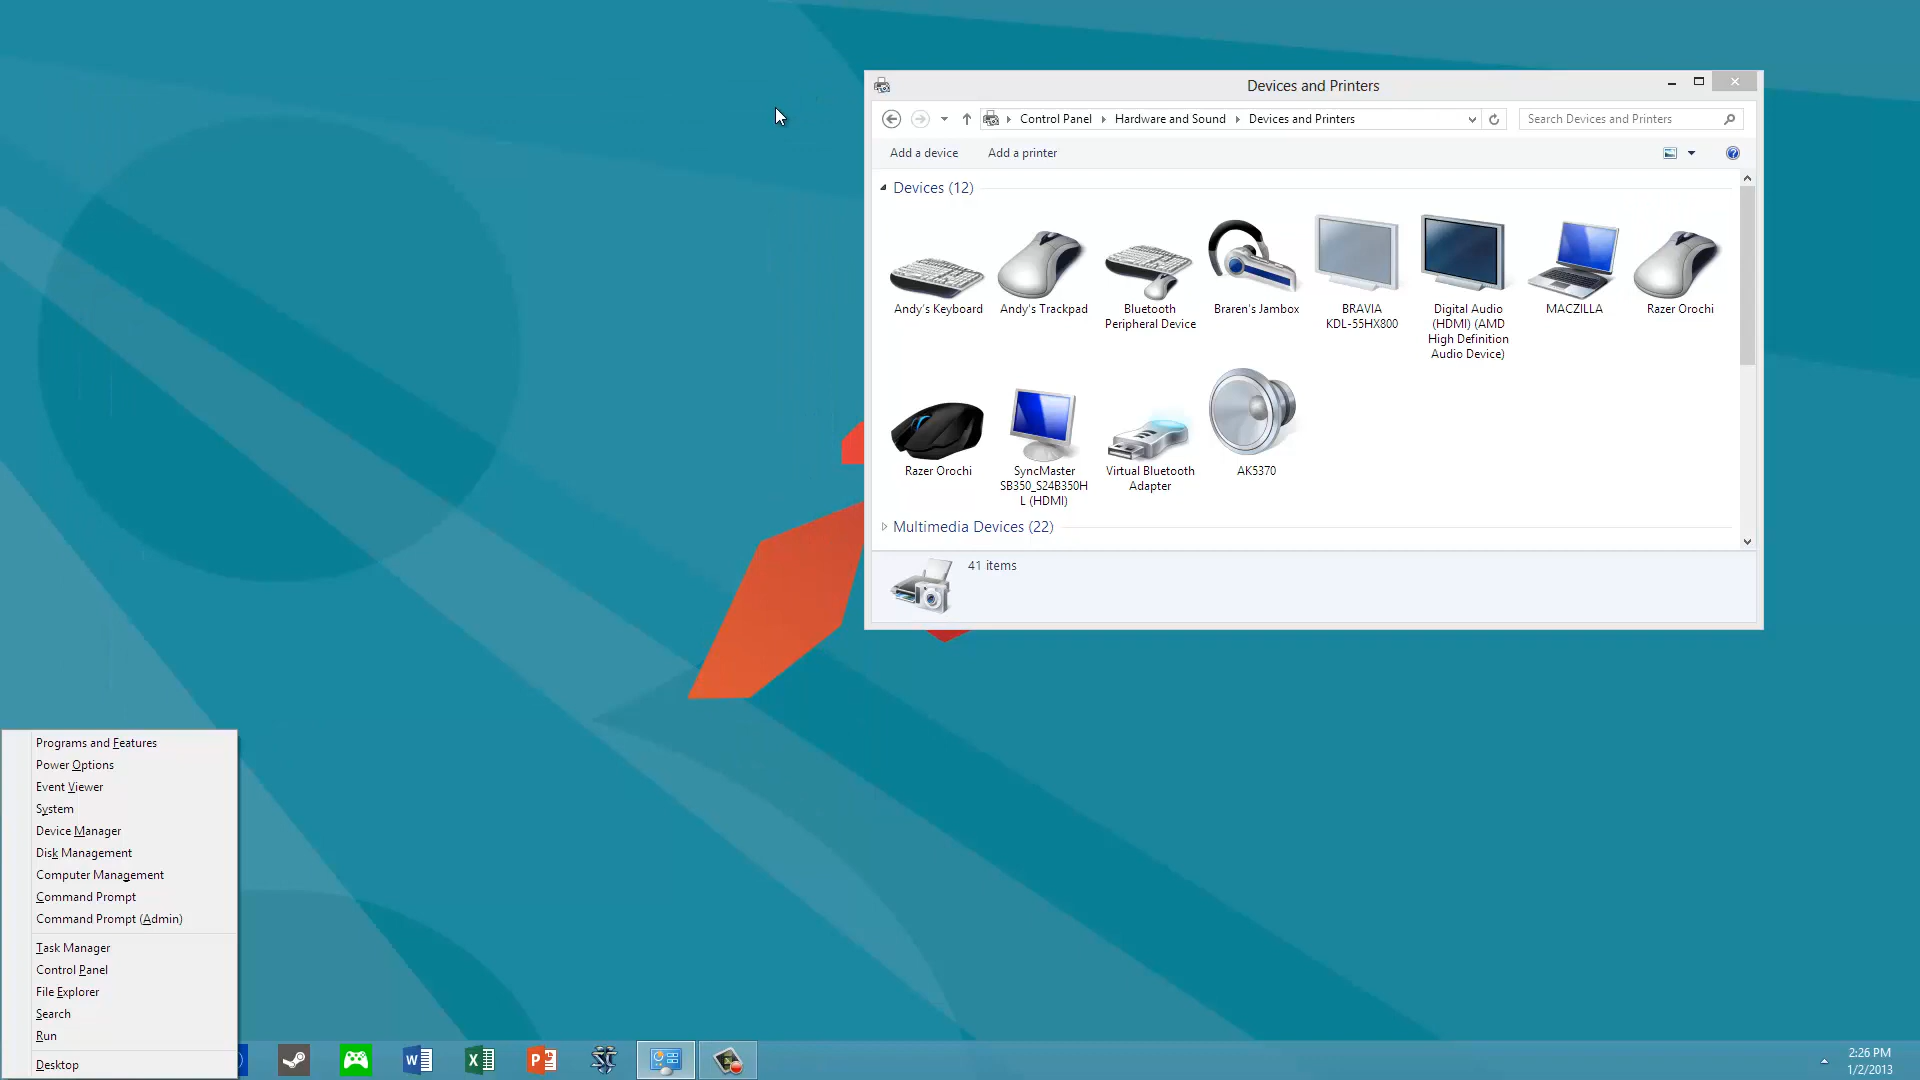 Devices and Printers
Control Panel Hardware and Sound Devices and Printers
Search Devices and Printers
Add a device Add a printer
Devices (12)
Andy's Keyboard
Andy's Trackpad
Bluetooth
Peripheral Device
Braren's Jambox
BRAVIA
KDL-55HX800
Digital Audio
(HDMI) (AMD
High Definition
Audio Device)
MACZILLA
Razer Orochi
Razer Orochi
SyncMaster
SB350_S24B350H
L (HDMI)
Virtual Bluetooth
Adapter
AK5370
Multimedia Devices (22)
41 items
Programs and Features
Power Options
Event Viewer
System
Device Manager
Disk Management
Computer Management
Command Prompt
Command Prompt (Admin)
Task Manager
Control Panel
File Explorer
Search
Run
Desktop
2:26 PM
1/2/2013